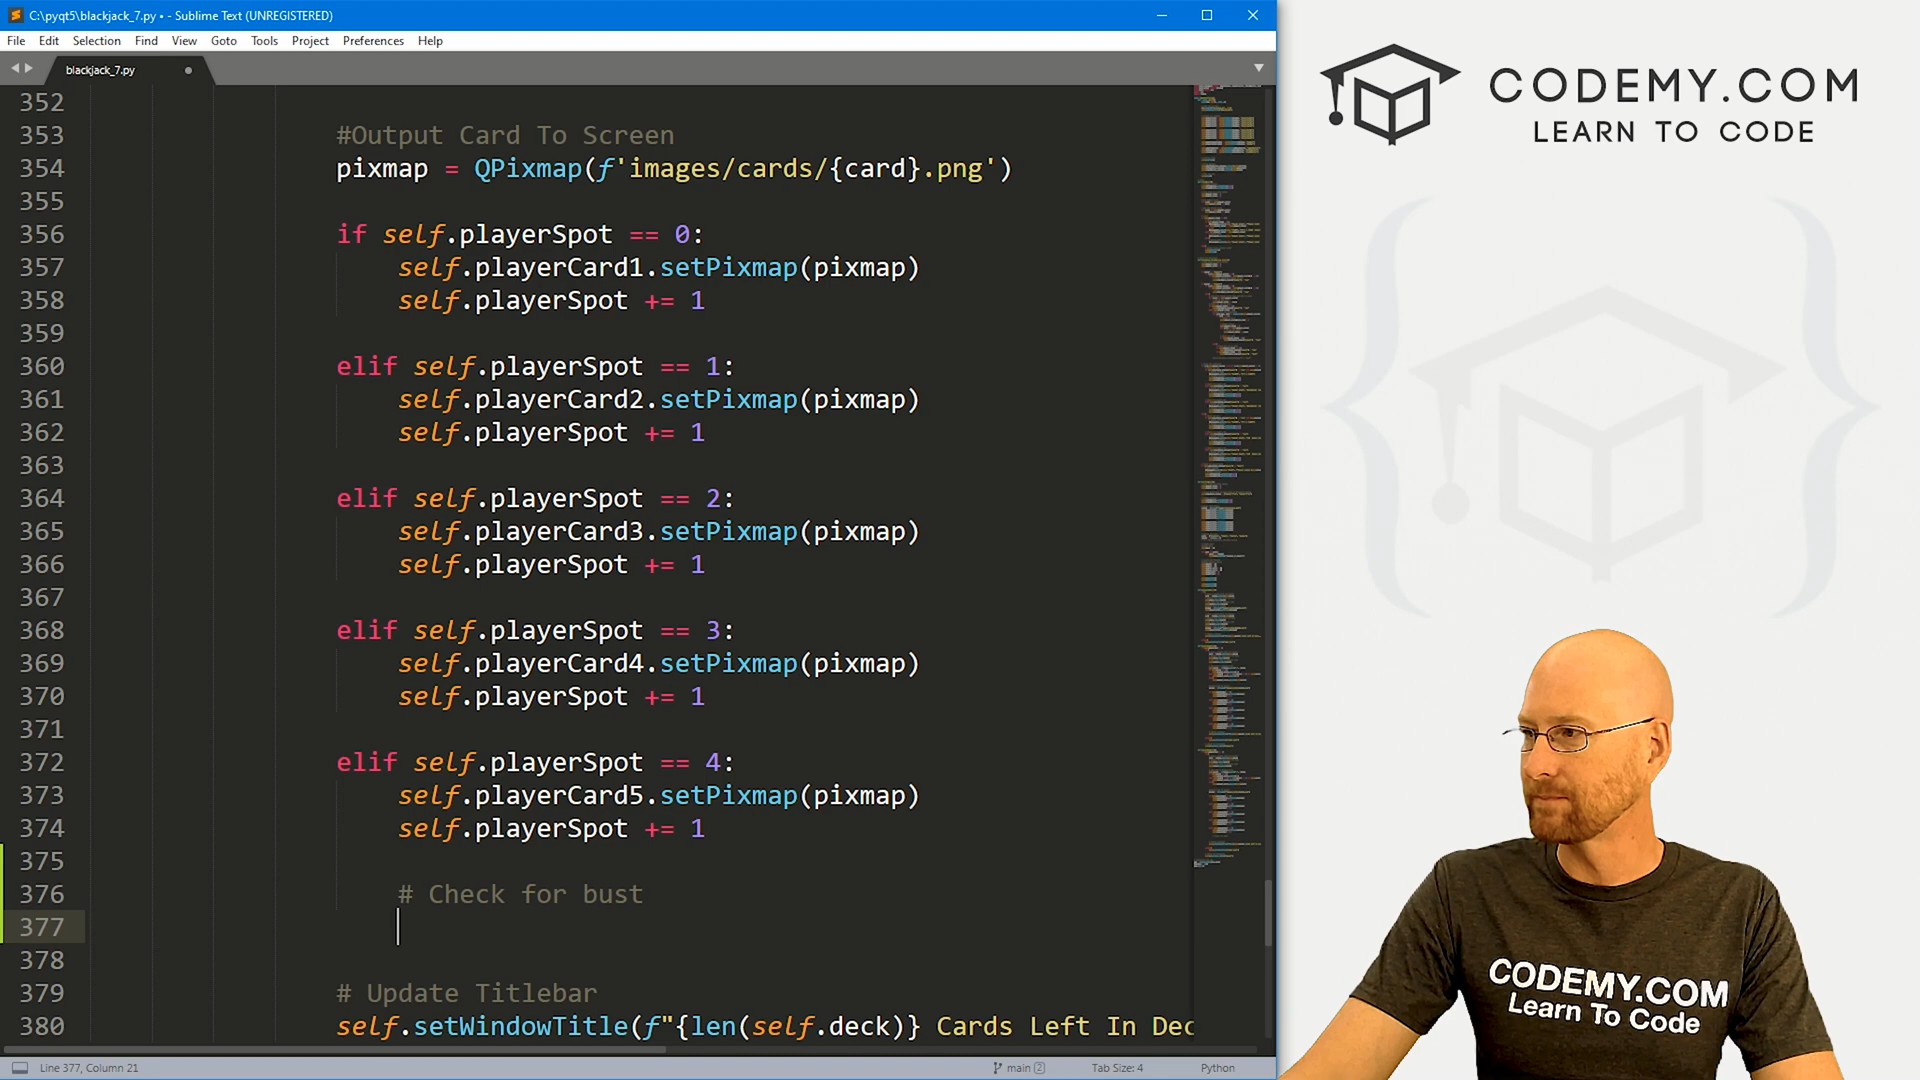 C:\pyqt5\blackjack_7.py • - Sublime Text (UNREGISTERED)
File Edit Selection Find View Goto Tools Project Preferences Help
blackjack_7.py
352
353 #Output Card To Screen
354 pixmap = QPixmap(f'images/cards/{card}.png')
355
356 if self.playerSpot == 0:
357 self.playerCard1.setPixmap(pixmap)
358 self.playerSpot += 1
359
360 elif self.playerSpot == 1:
361 self.playerCard2.setPixmap(pixmap)
362 self.playerSpot += 1
363
364 elif self.playerSpot == 2:
365 self.playerCard3.setPixmap(pixmap)
366 self.playerSpot += 1
367
368 elif self.playerSpot == 3:
369 self.playerCard4.setPixmap(pixmap)
370 self.playerSpot += 1
371
372 elif self.playerSpot == 4:
373 self.playerCard5.setPixmap(pixmap)
374 self.playerSpot += 1
375
376 # Check for bust
377
378
379 # Update Titlebar
380 self.setWindowTitle(f"{len(self.deck)} Cards Left In Dec
Line 377, Column 21
main 2
Tab Size: 4
Python
CODEMY.COM
LEARN TO CODE
CODEMY.COM
Learn To Code